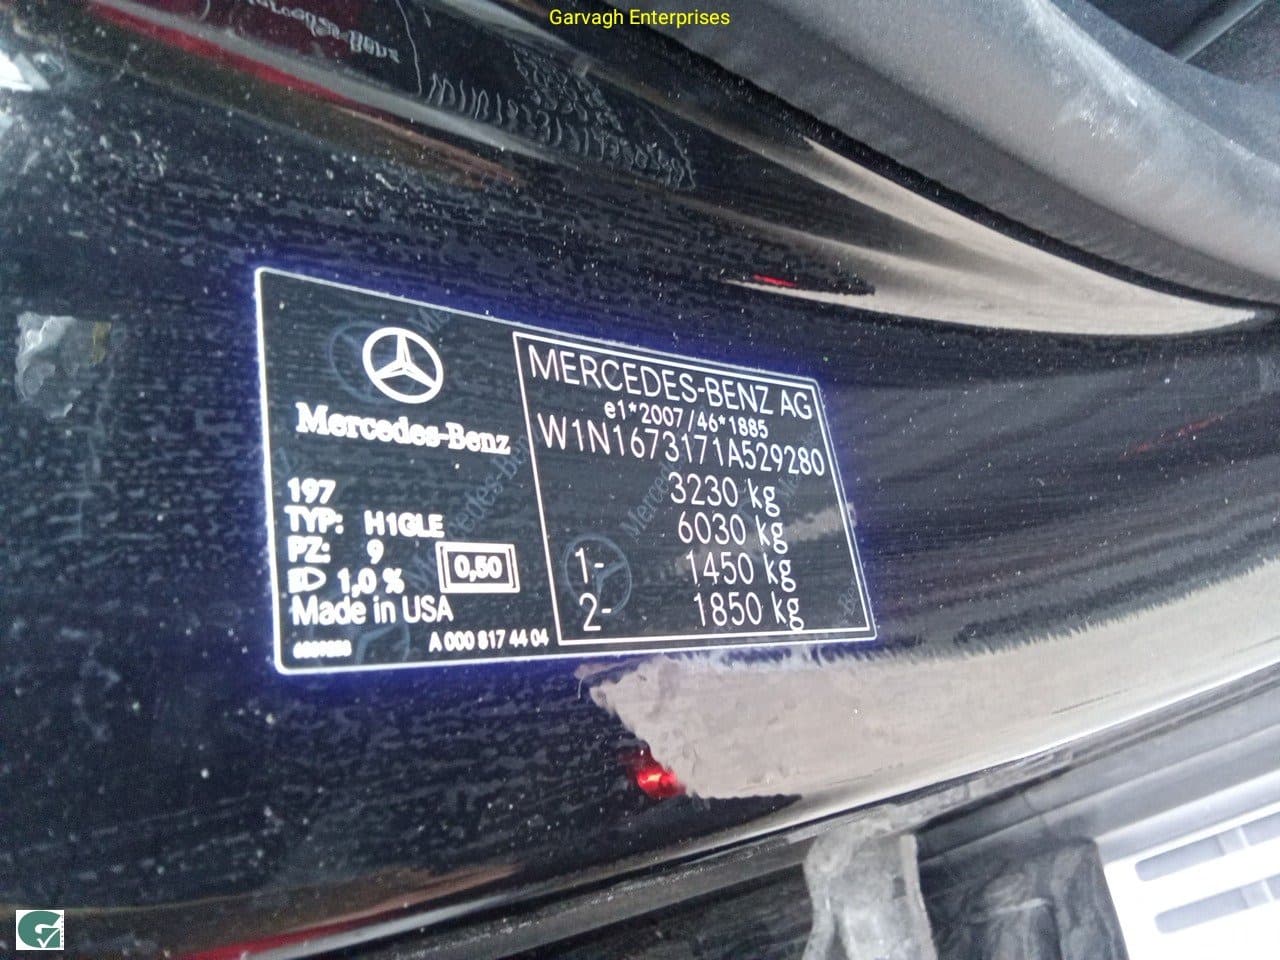 Garvagh Enterprises
Mercedes-Benz
197
TYP: H1GLE
PZ: 9
1,0 % 0,50
Made in USA
A 000 817 44 04
MERCEDES-BENZ AG
e1*2007/46*1885
W1N1673171A529280
3230 kg
6030 kg
1- 1450 kg
2- 1850 kg